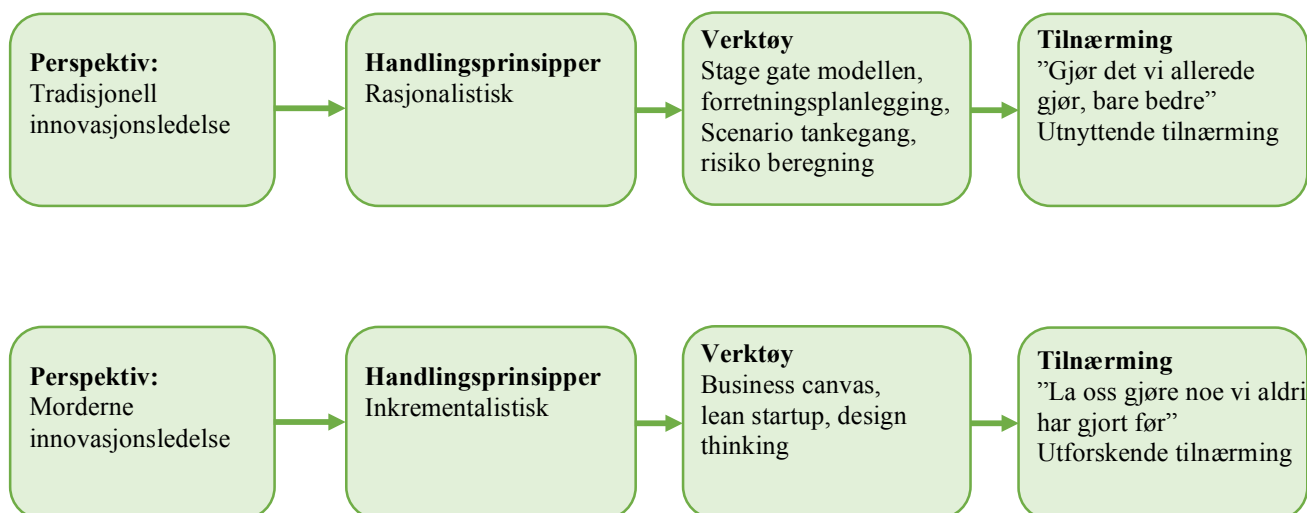 Perspektiv:
Tradisjonell
innovasjonsledelse
Handlingsprinsipper
Rasjonalistisk
Verktøy
Stage gate modellen,
forretningsplanlegging,
Scenario tankegang,
risiko beregning
Tilnærming
”Gjør det vi allerede
gjør, bare bedre”
Utnyttende tilnærming
Perspektiv:
Morderne
innovasjonsledelse
Handlingsprinsipper
Inkrementalistisk
Verktøy
Business canvas,
lean startup, design
thinking
Tilnærming
”La oss gjøre noe vi aldri
har gjort før”
Utforskende tilnærming